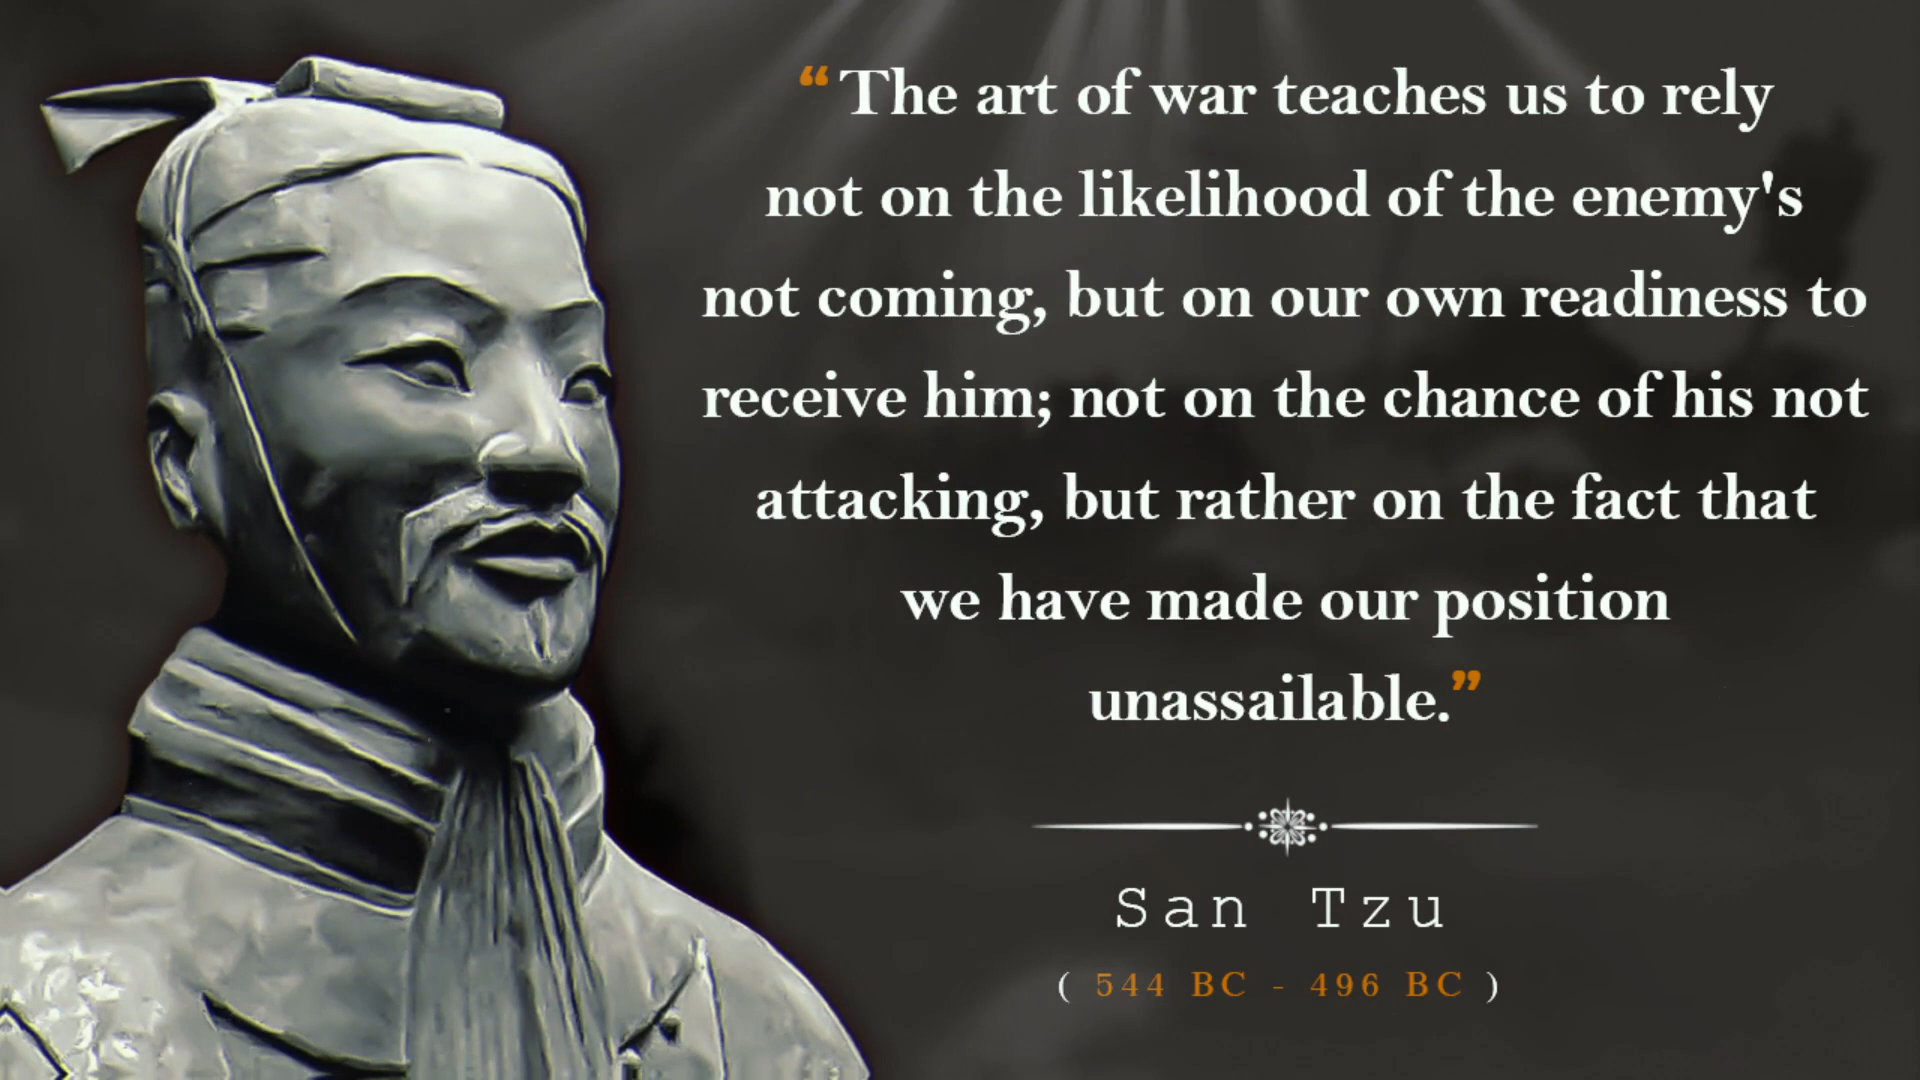 “The art of war teaches us to rely
not on the likelihood of the enemy's
not coming, but on our own readiness to
receive him; not on the chance of his not
attacking, but rather on the fact that
we have made our position
unassailable.”
San Tzu
( 544 BC - 496 BC )